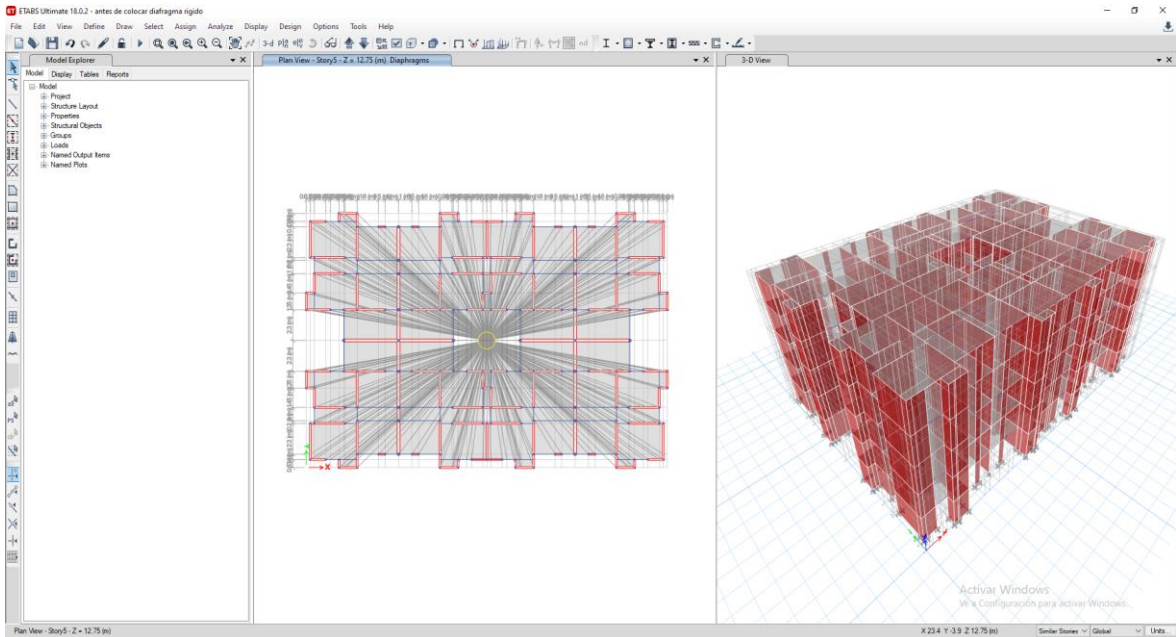 ETABS Ultimate 18.0.2 - antes de colocar diafragma rigido
File Edit View Define Draw Select Assign Analyze Display Design Options Tools Help
Model Explorer
Model Display Tables Reports
Model
Project
Structure Layout
Properties
Structural Objects
Groups
Loads
Named Output Items
Named Plots
Plan View - Story5 - Z = 12.75 (m) Diaphragms
X
3-D View
Activar Windows
Ve a Configuración para activar Windows.
Plan View - Story5 - Z = 12.75 (m)
X 23.4 Y -3.9 Z 12.75 (m)
Similar Stories
Global
Units...